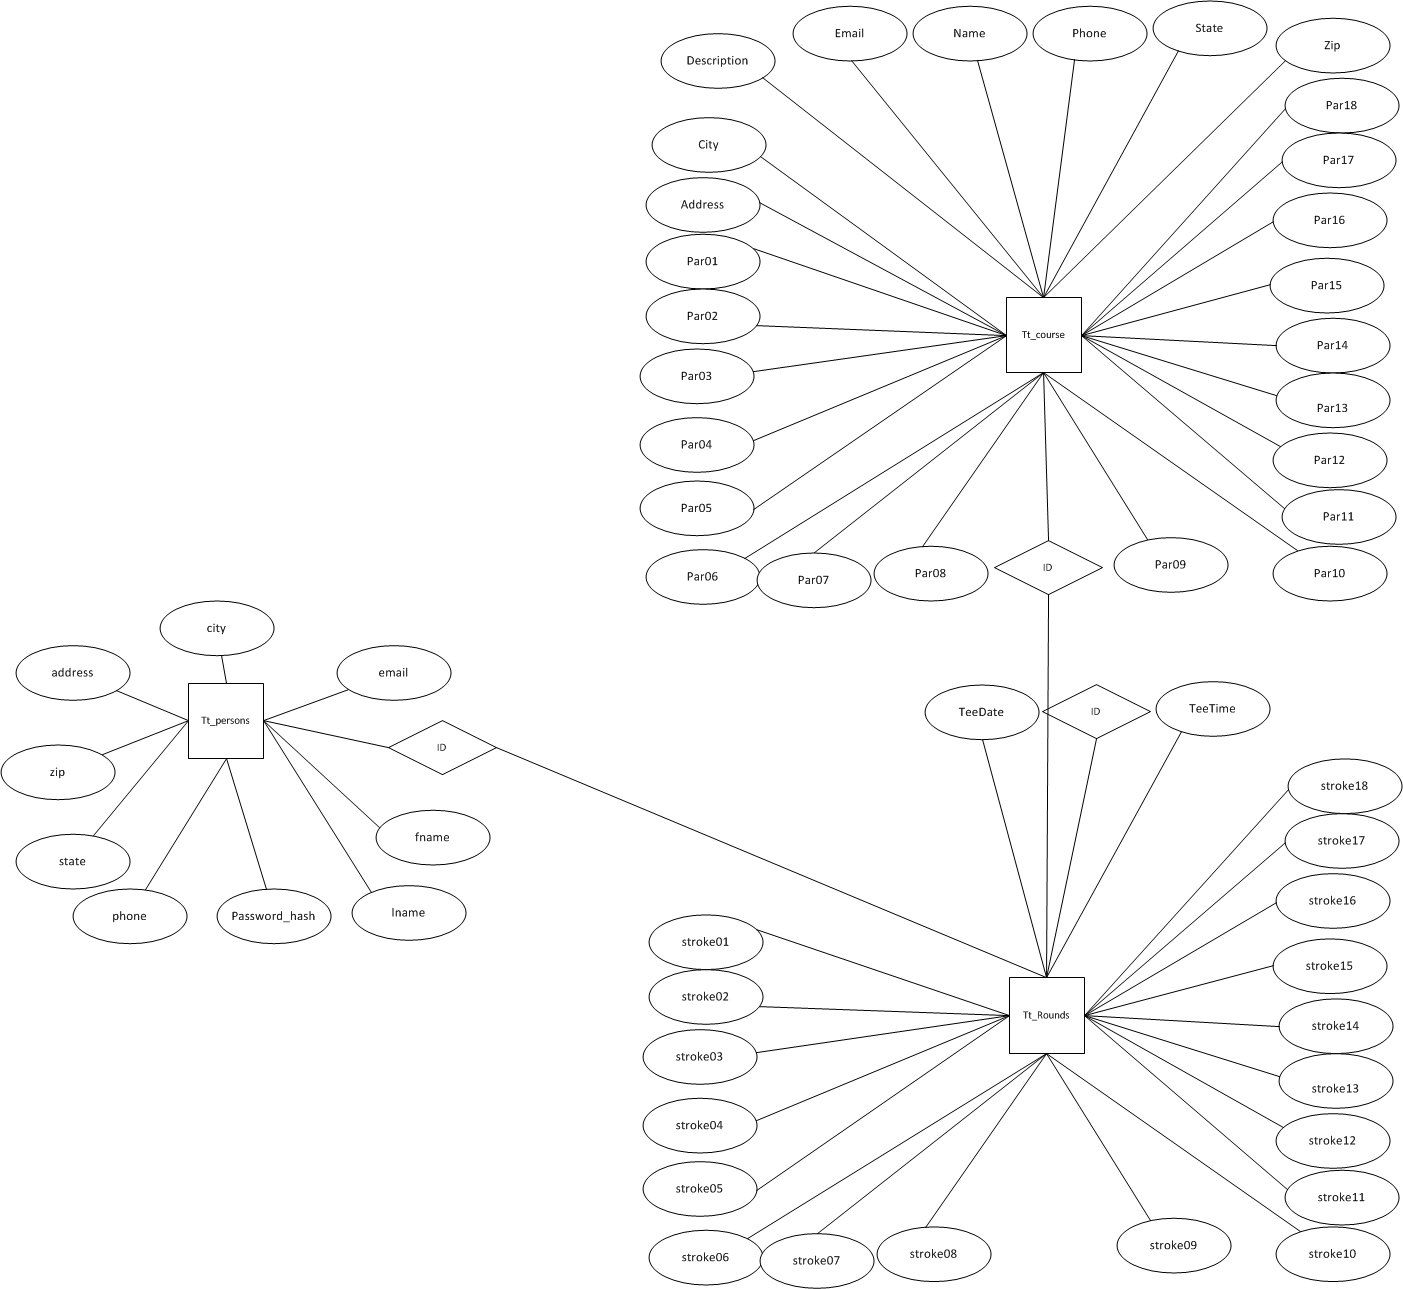 State
Email
Name
Phone
Zip
Description
Par18
City
Par17
Address
Par16
Par01
Par15
Par02
Tt_course
Par14
Par03
Par13
Par04
Par12
Par05
Par11
Par06
Par07
Par08
ID
Par09
Par10
city
address
email
Tt_persons
ID
zip
fname
state
phone
Password_hash
lname
TeeDate
ID
TeeTime
stroke18
stroke17
stroke16
stroke01
stroke15
stroke02
Tt_Rounds
stroke14
stroke03
stroke13
stroke04
stroke12
stroke05
stroke11
stroke06
stroke07
stroke08
stroke09
stroke10